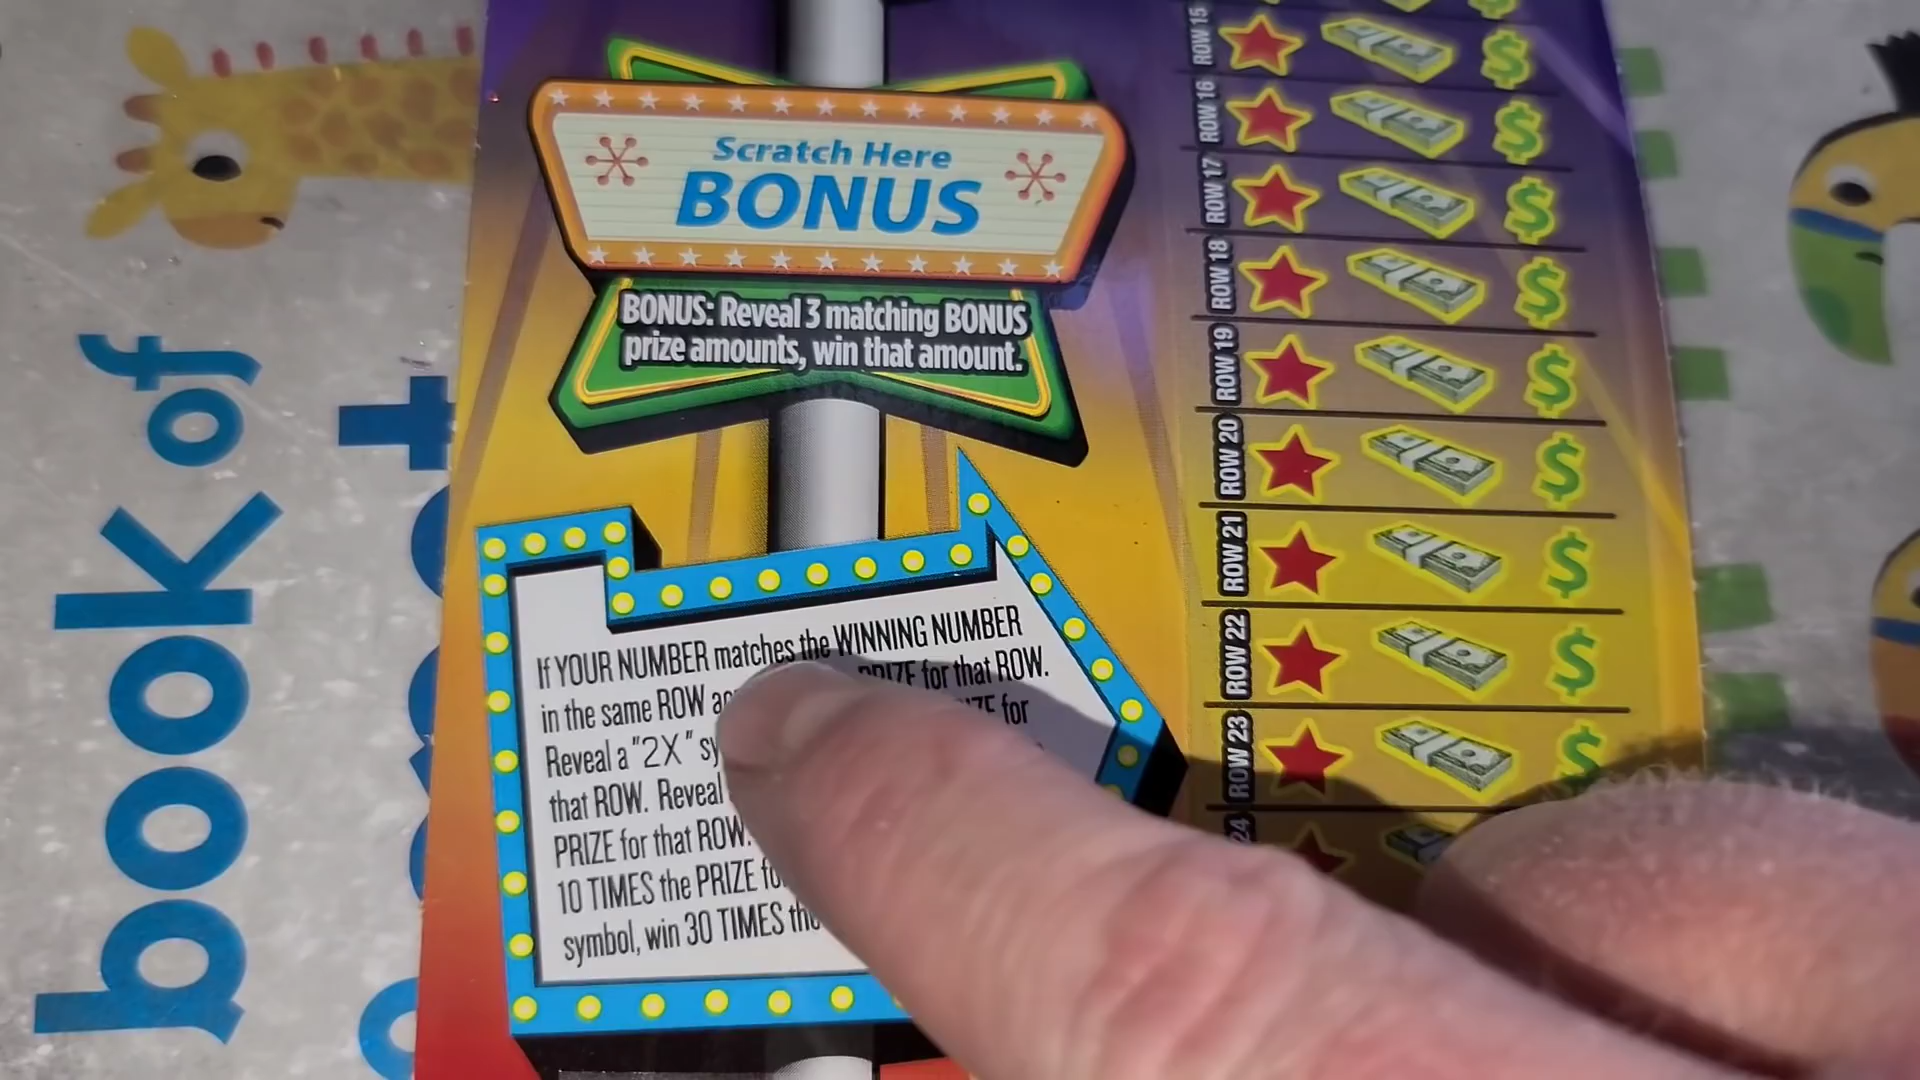 book of
Scratch Here
BONUS
BONUS: Reveal 3 matching BONUS
prize amounts, win that amount.
If YOUR NUMBER matches the WINNING NUMBER
in the same ROW PRIZE for that ROW.
Reveal a "2X" for
that ROW. Reveal
PRIZE for that ROW.
10 TIMES the PRIZE
symbol, win 30 TIMES
ROW 15
ROW 16
ROW 17
ROW 18
ROW 19
ROW 20
ROW 21
ROW 22
ROW 23
24